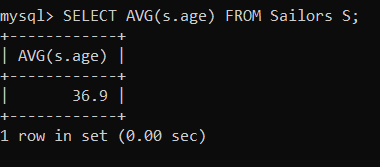 mysql> SELECT AVG(s.age) FROM Sailors S;
+------------+
| AVG(s.age) |
+------------+
|       36.9 |
+------------+
1 row in set (0.00 sec)